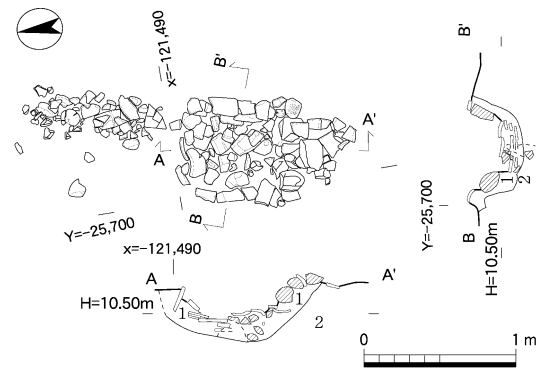 x=-121,490
B'
B'
A'
A
B
Y=-25,700
x=-121,490
A
A'
H=10.50m
1
1
2
1
2
Y=-25,700
B
H=10.50m
0
1 m